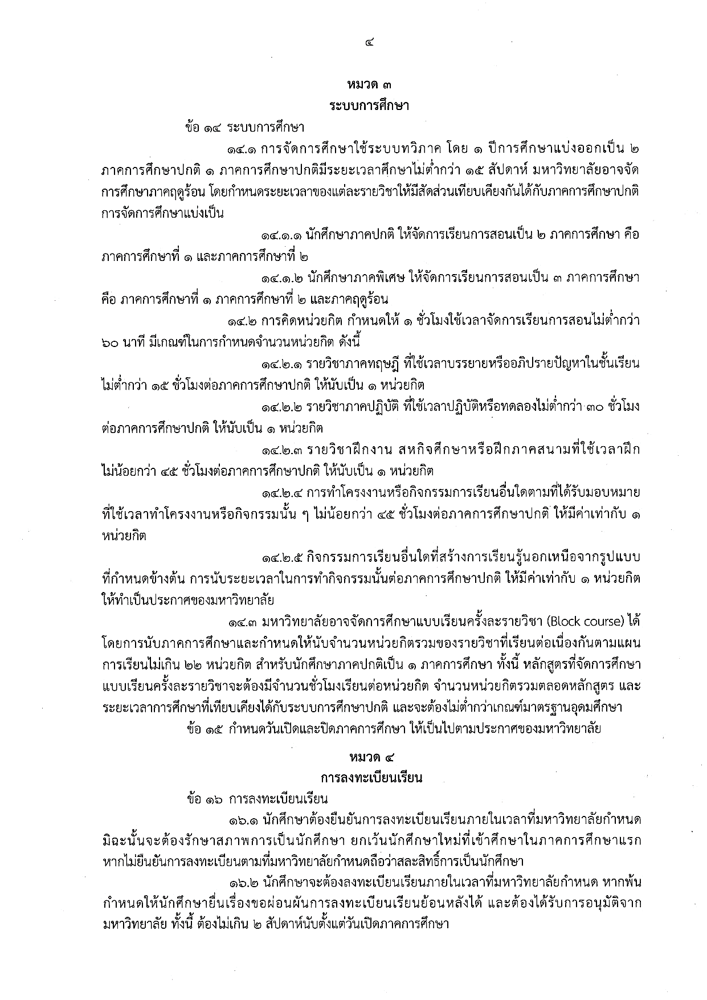 ๔
หมวด ๓
ระบบการศึกษา
ข้อ ๑๔ ระบบการศึกษา
๑๔.๑ การจัดการศึกษาใช้ระบบทวิภาค โดย ๑ ปีการศึกษาแบ่งออกเป็น ๒
ภาคการศึกษาปกติ ๑ ภาคการศึกษาปกติมีระยะเวลาศึกษาไม่ต่ำกว่า ๑๕ สัปดาห์ มหาวิทยาลัยอาจจัด
การศึกษาภาคฤดูร้อน โดยกำหนดระยะเวลาของแต่ละรายวิชาให้มีสัดส่วนเทียบเคียงกันได้กับภาคการศึกษาปกติ
การจัดการศึกษาแบ่งเป็น
๑๔.๑.๑ นักศึกษาภาคปกติ ให้จัดการเรียนการสอนเป็น ๒ ภาคการศึกษา คือ
ภาคการศึกษาที่ ๑ และภาคการศึกษาที่ ๒
๑๔.๑.๒ นักศึกษาภาคพิเศษ ให้จัดการเรียนการสอนเป็น ๓ ภาคการศึกษา
คือ ภาคการศึกษาที่ ๑ ภาคการศึกษาที่ ๒ และภาคฤดูร้อน
๑๔.๒ การคิดหน่วยกิต กำหนดให้ ๑ ชั่วโมงใช้เวลาจัดการเรียนการสอนไม่ต่ำกว่า
๖๐ นาที มีเกณฑ์ในการกำหนดจำนวนหน่วยกิต ดังนี้
๑๔.๒.๑ รายวิชาภาคทฤษฎี ที่ใช้เวลาบรรยายหรืออภิปรายปัญหาในชั้นเรียน
ไม่ต่ำกว่า ๑๕ ชั่วโมงต่อภาคการศึกษาปกติ ให้นับเป็น ๑ หน่วยกิต
๑๔.๒.๒ รายวิชาภาคปฏิบัติ ที่ใช้เวลาปฏิบัติหรือทดลองไม่ต่ำกว่า ๓๐ ชั่วโมง
ต่อภาคการศึกษาปกติ ให้นับเป็น ๑ หน่วยกิต
๑๔.๒.๓ รายวิชาฝึกงาน สหกิจศึกษาหรือฝึกภาคสนามที่ใช้เวลาฝึก
ไม่น้อยกว่า ๔๕ ชั่วโมงต่อภาคการศึกษาปกติ ให้นับเป็น ๑ หน่วยกิต
๑๔.๒.๔ การทำโครงงานหรือกิจกรรมการเรียนอื่นใดตามที่ได้รับมอบหมาย
ที่ใช้เวลาทำโครงงานหรือกิจกรรมนั้น ๆ ไม่น้อยกว่า ๔๕ ชั่วโมงต่อภาคการศึกษาปกติ ให้มีค่าเท่ากับ ๑
หน่วยกิต
๑๔.๒.๕ กิจกรรมการเรียนอื่นใดที่สร้างการเรียนรู้นอกเหนือจากรูปแบบ
ที่กำหนดข้างต้น การนับระยะเวลาในการทำกิจกรรมนั้นต่อภาคการศึกษาปกติ ให้มีค่าเท่ากับ ๑ หน่วยกิต
ให้ทำเป็นประกาศของมหาวิทยาลัย
๑๔.๓ มหาวิทยาลัยอาจจัดการศึกษาแบบเรียนครั้งละรายวิชา (Block course) ได้
โดยการนับภาคการศึกษาและกำหนดให้นับจำนวนหน่วยกิตรวมของรายวิชาที่เรียนต่อเนื่องกันตามแผน
การเรียนไม่เกิน ๒๒ หน่วยกิต สำหรับนักศึกษาภาคปกติเป็น ๑ ภาคการศึกษา ทั้งนี้ หลักสูตรที่จัดการศึกษา
แบบเรียนครั้งละรายวิชาจะต้องมีจำนวนชั่วโมงเรียนต่อหน่วยกิต จำนวนหน่วยกิตรวมตลอดหลักสูตร และ
ระยะเวลาการศึกษาที่เทียบเคียงได้กับระบบการศึกษาปกติ และจะต้องไม่ต่ำกว่าเกณฑ์มาตรฐานอุดมศึกษา
ข้อ ๑๕ กำหนดวันเปิดและปิดภาคการศึกษา ให้เป็นไปตามประกาศของมหาวิทยาลัย
หมวด ๔
การลงทะเบียนเรียน
ข้อ ๑๖ การลงทะเบียนเรียน
๑๖.๑ นักศึกษาต้องยืนยันการลงทะเบียนเรียนภายในเวลาที่มหาวิทยาลัยกำหนด
มิฉะนั้นจะต้องรักษาสภาพการเป็นนักศึกษา ยกเว้นนักศึกษาใหม่ที่เข้าศึกษาในภาคการศึกษาแรก
หากไม่ยืนยันการลงทะเบียนตามที่มหาวิทยาลัยกำหนดถือว่าสละสิทธิ์การเป็นนักศึกษา
๑๖.๒ นักศึกษาจะต้องลงทะเบียนเรียนภายในเวลาที่มหาวิทยาลัยกำหนด หากพ้น
กำหนดให้นักศึกษายื่นเรื่องขอผ่อนผันการลงทะเบียนเรียนย้อนหลังได้ และต้องได้รับการอนุมัติจาก
มหาวิทยาลัย ทั้งนี้ ต้องไม่เกิน ๒ สัปดาห์นับตั้งแต่วันเปิดภาคการศึกษา